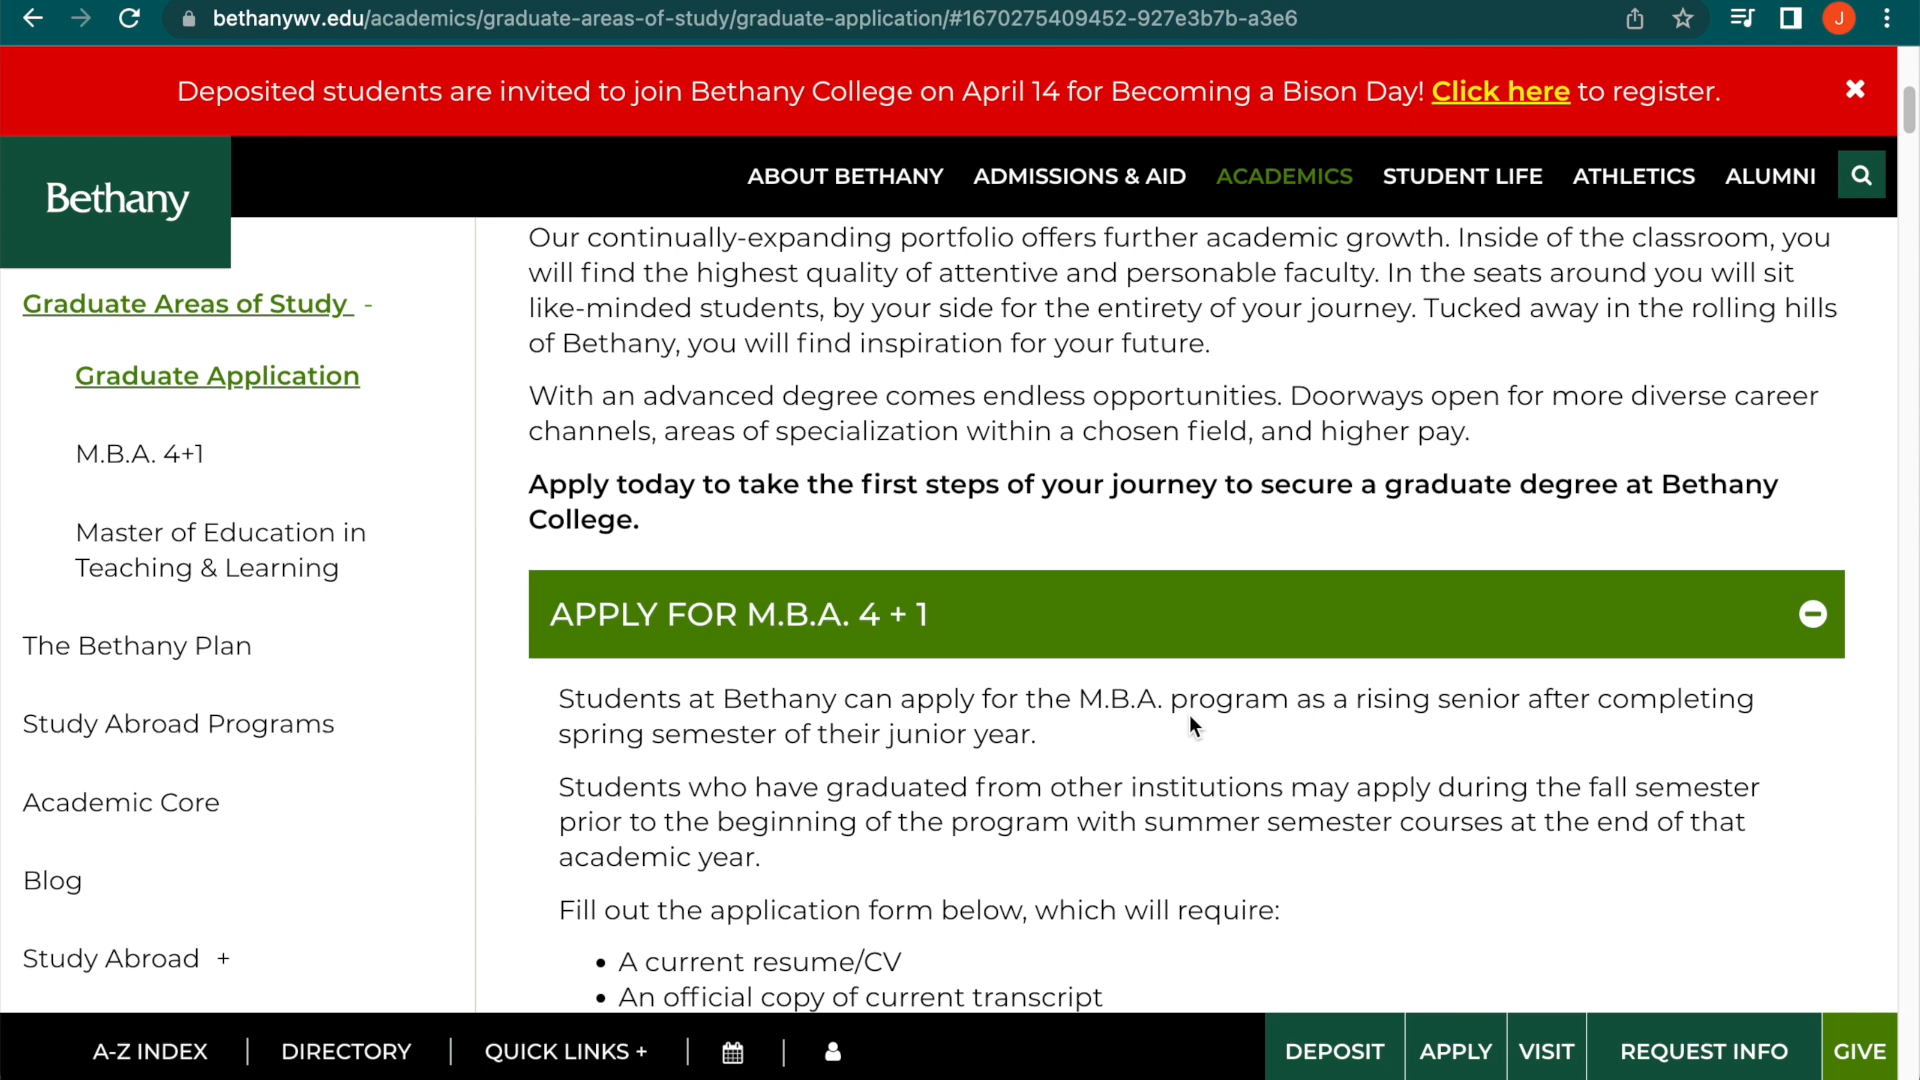 bethanywv.edu/academics/graduate-areas-of-study/graduate-application/#1670275409452-927e3b7b-a3e6
J
Deposited students are invited to join Bethany College on April 14 for Becoming a Bison Day! Click here to register.
Bethany
ABOUT BETHANY ADMISSIONS & AID ACADEMICS STUDENT LIFE ATHLETICS ALUMNI
Graduate Areas of Study -
Graduate Application
M.B.A. 4+1
Master of Education in
Teaching & Learning
The Bethany Plan
Study Abroad Programs
Academic Core
Blog
Study Abroad +
Our continually-expanding portfolio offers further academic growth. Inside of the classroom, you
will find the highest quality of attentive and personable faculty. In the seats around you will sit
like-minded students, by your side for the entirety of your journey. Tucked away in the rolling hills
of Bethany, you will find inspiration for your future.
With an advanced degree comes endless opportunities. Doorways open for more diverse career
channels, areas of specialization within a chosen field, and higher pay.
Apply today to take the first steps of your journey to secure a graduate degree at Bethany
College.
APPLY FOR M.B.A. 4 + 1
Students at Bethany can apply for the M.B.A. program as a rising senior after completing
spring semester of their junior year.
Students who have graduated from other institutions may apply during the fall semester
prior to the beginning of the program with summer semester courses at the end of that
academic year.
Fill out the application form below, which will require:
• A current resume/CV
• An official copy of current transcript
A-Z INDEX | DIRECTORY | QUICK LINKS + | |
DEPOSIT APPLY VISIT REQUEST INFO GIVE